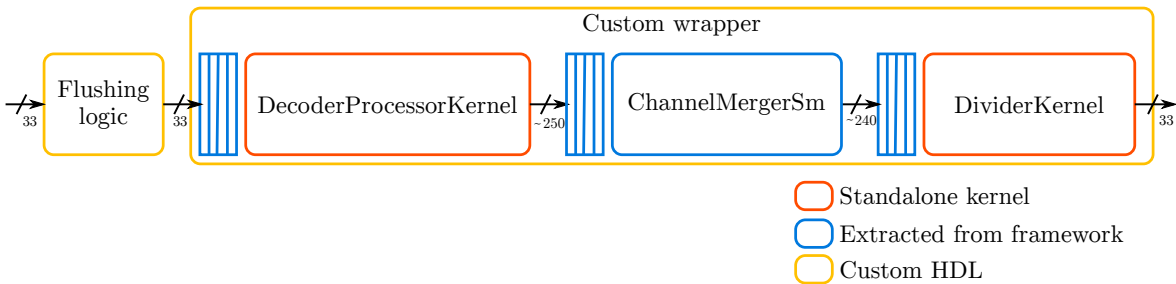 Custom wrapper
Flushing
logic
DecoderProcessorKernel
ChannelMergerSm
DividerKernel
33
33
~250
~240
33
Standalone kernel
Extracted from framework
Custom HDL